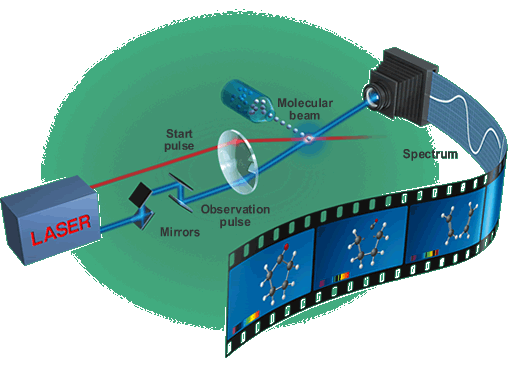 Molecular
beam
Start
pulse
Spectrum
LASER
Observation
pulse
Mirrors